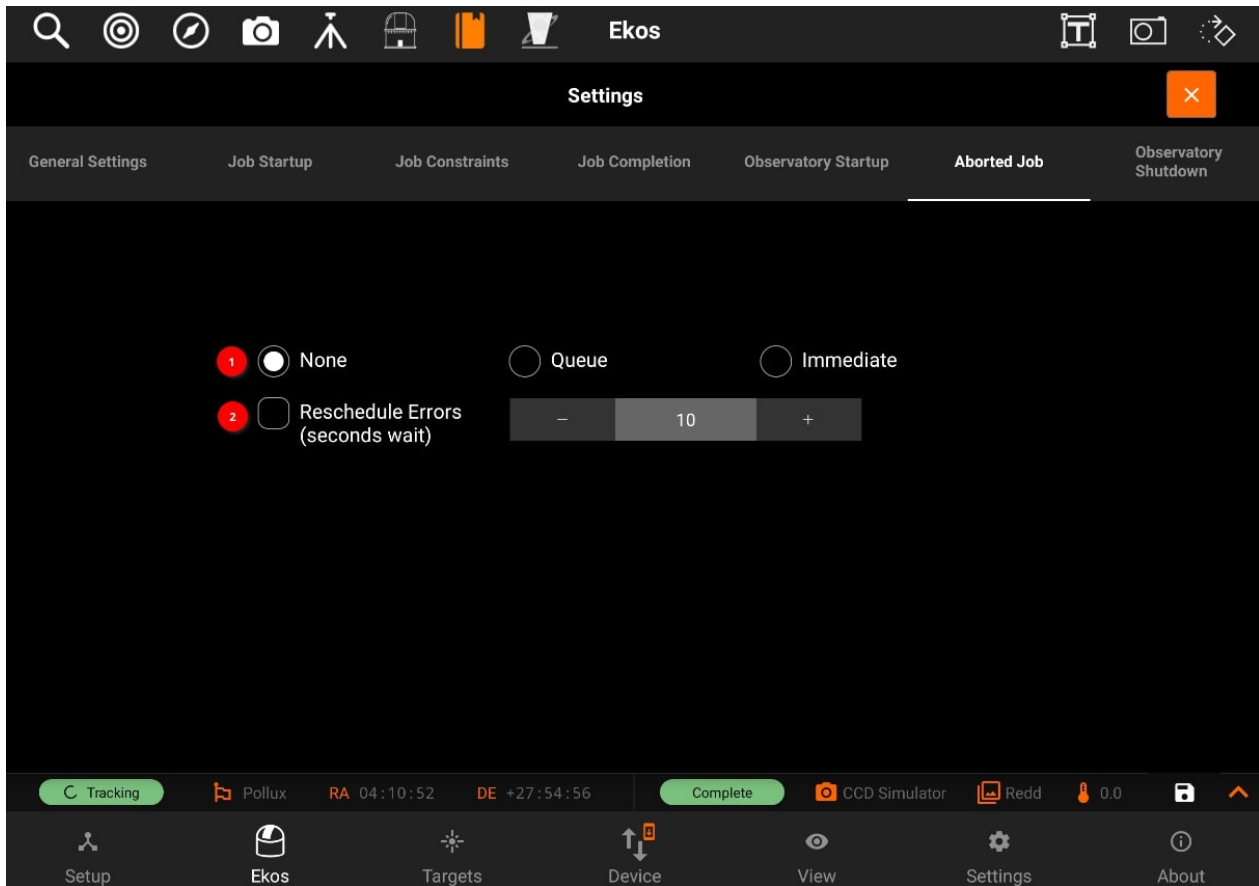 Ekos
Settings
General Settings Job Startup Job Constraints Job Completion Observatory Startup Aborted Job Observatory
Shutdown
1 None Queue Immediate
2 Reschedule Errors
(seconds wait) − 10 +
Tracking Pollux RA 04:10:52 DE +27:54:56 Complete CCD Simulator Redd 0.0
Setup Ekos Targets Device View Settings About